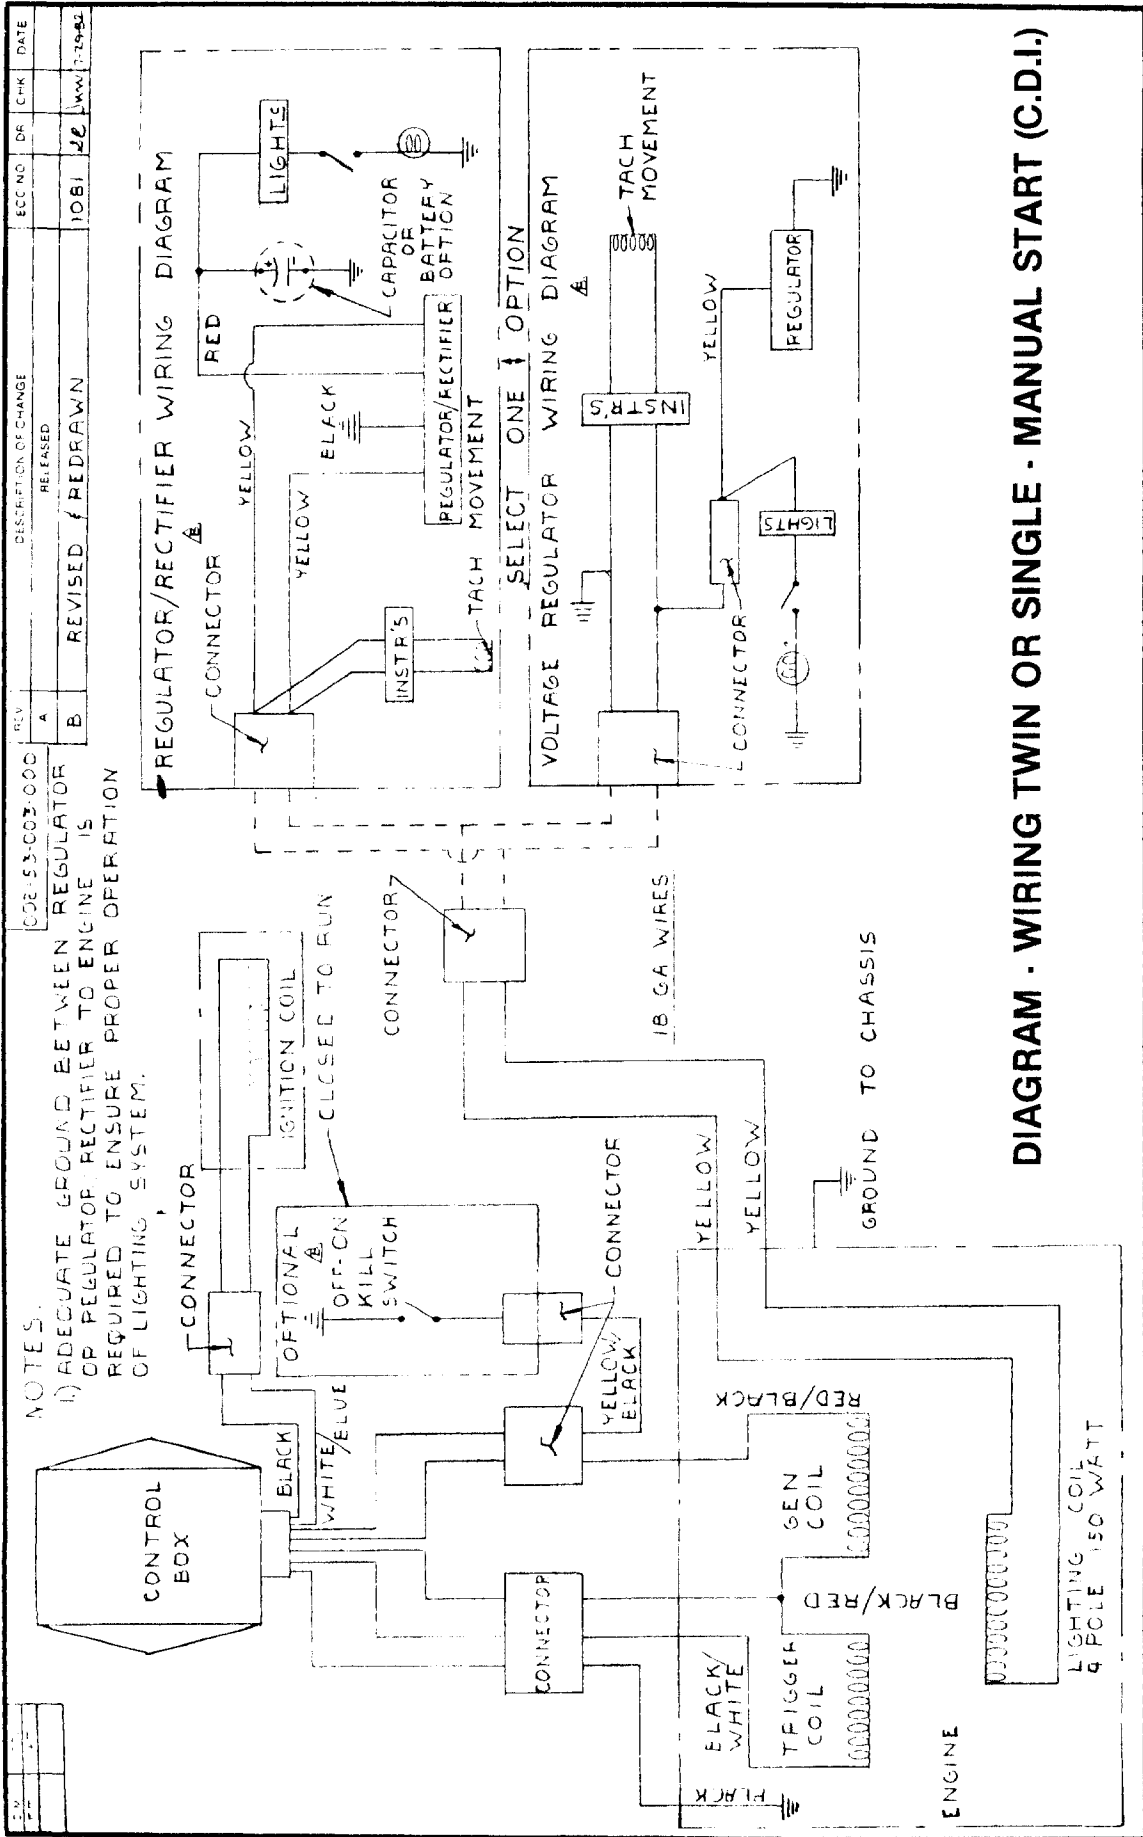 NOTES.
1) ADEQUATE GROUND BETWEEN REGULATOR
OR REGULATOR RECTIFIER TO ENGINE IS
REQUIRED TO ENSURE PROPER OPERATION
OF LIGHTING SYSTEM.
REV DESCRIPTION OF CHANGE ECC NO DR CHK DATE
A RELEASED
B REVISED & REDRAWN 1081
CONTROL
BOX
BLACK
WHITE/
BLUE
CONNECTOR
IGNITION COIL
OPTIONAL
B
OFF-ON
KILL
SWITCH
CLOSED TO RUN
CONNECTOR
YELLOW/
BLACK
CONNECTOR
BLACK/
WHITE
BLACK
TRIGGER
COIL
GEN
COIL
RED/BLACK
BLACK/RED
ENGINE
LIGHTING COIL
4 POLE 150 WATT
YELLOW
YELLOW
GROUND TO CHASSIS
18 GA WIRES
CONNECTOR
REGULATOR/RECTIFIER WIRING DIAGRAM
B
CONNECTOR
YELLOW
YELLOW
BLACK
RED
LIGHTS
CAPACITOR
OR
BATTERY
OPTION
REGULATOR/RECTIFIER
INSTR'S
TACH MOVEMENT
SELECT ONE OPTION
VOLTAGE REGULATOR WIRING DIAGRAM
B
INSTR'S
TACH
MOVEMENT
YELLOW
REGULATOR
LIGHTS
CONNECTOR
DIAGRAM - WIRING TWIN OR SINGLE - MANUAL START (C.D.I.)